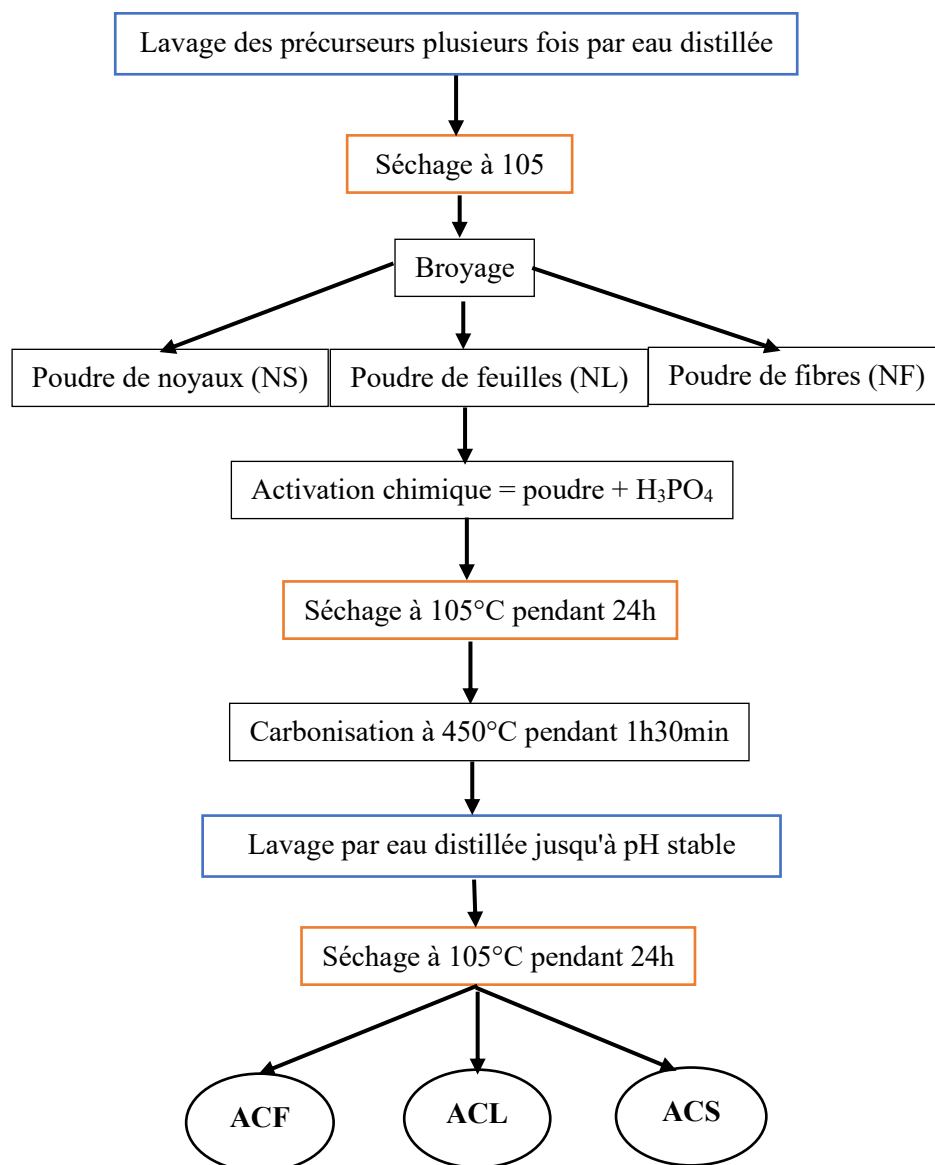 Lavage des précurseurs plusieurs fois par eau distillée
Séchage à 105
Broyage
Poudre de noyaux (NS)
Poudre de feuilles (NL)
Poudre de fibres (NF)
Activation chimique = poudre + H₃PO₄
Séchage à 105°C pendant 24h
Carbonisation à 450°C pendant 1h30min
Lavage par eau distillée jusqu'à pH stable
Séchage à 105°C pendant 24h
ACF
ACL
ACS